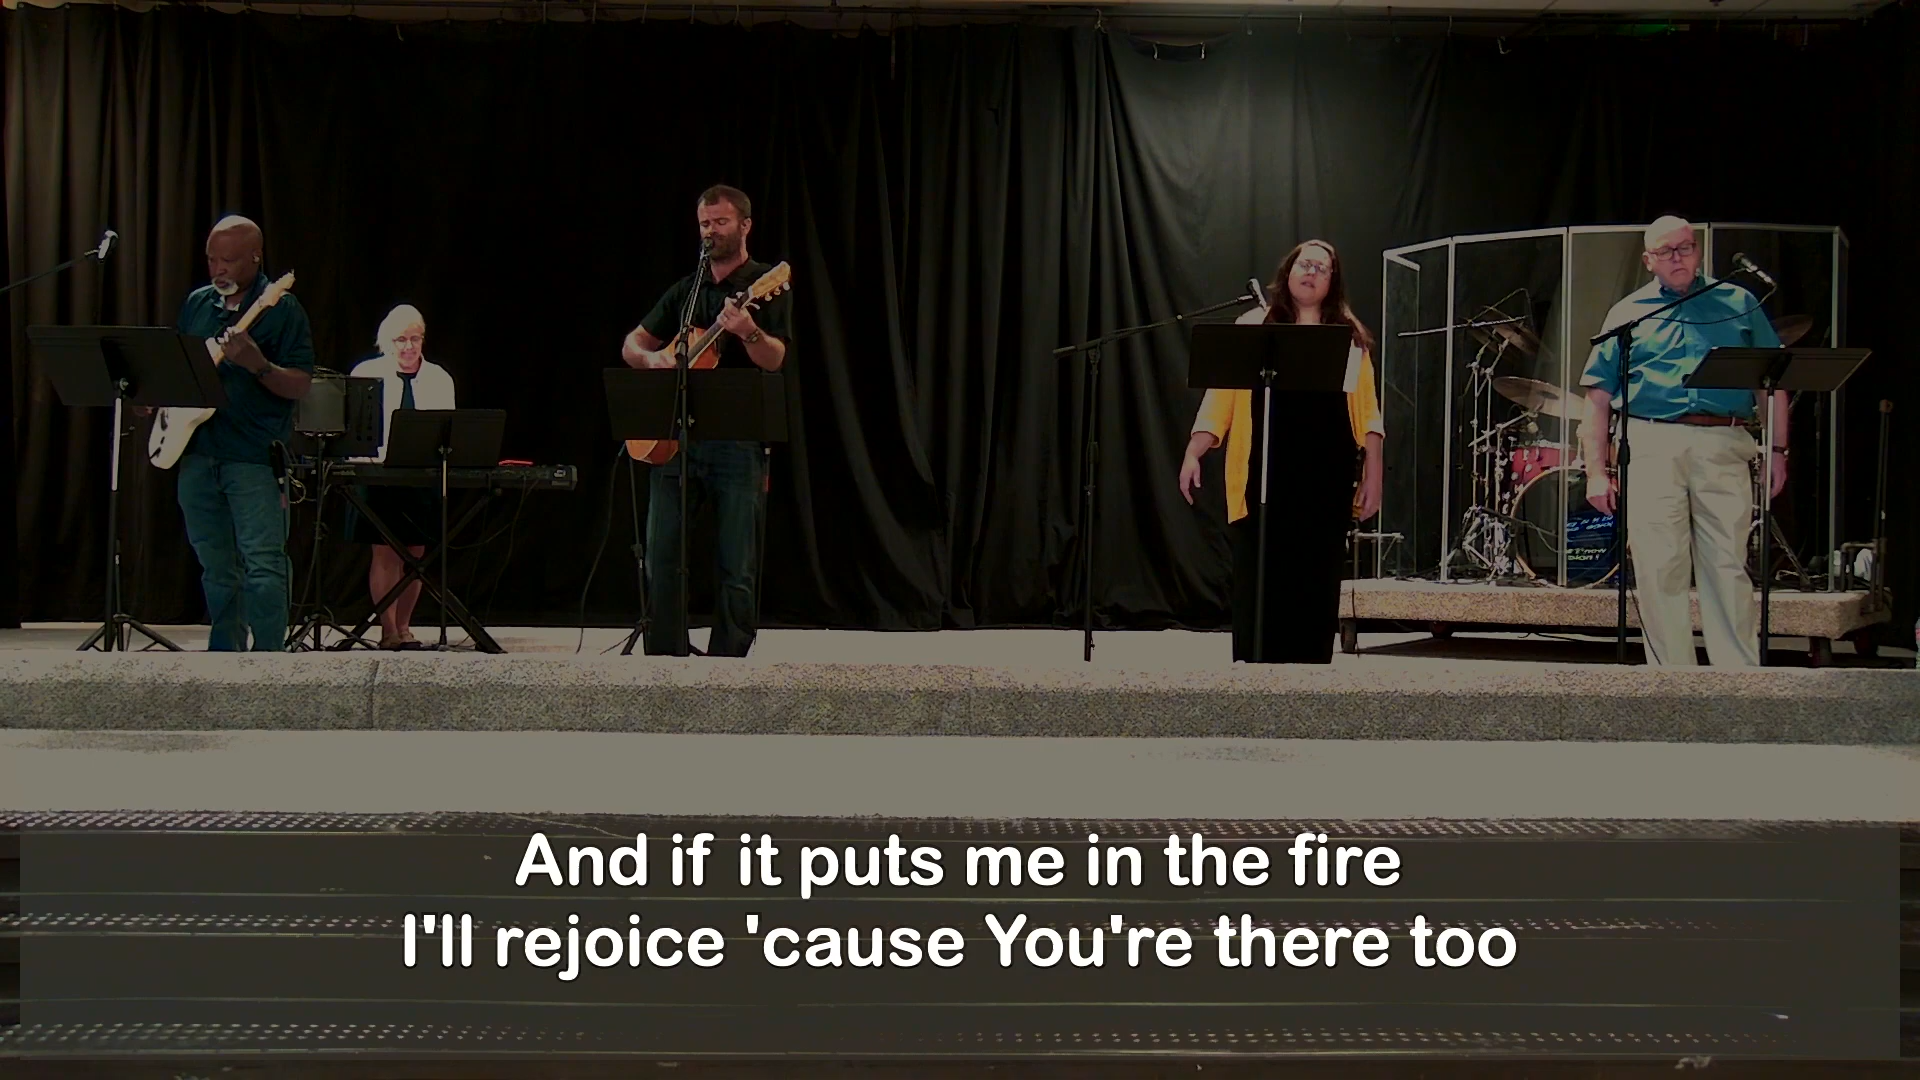 And if it puts me in the fire
I'll rejoice 'cause You're there too